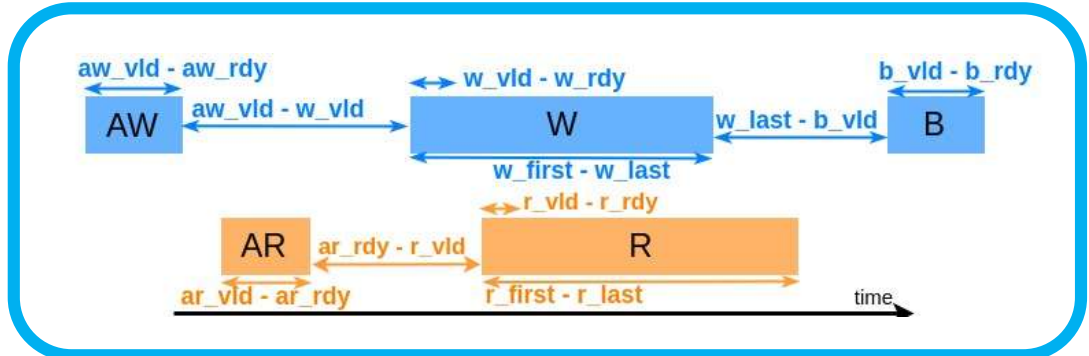 aw_vld - aw_rdy
AW
aw_vld - w_vld
w_vld - w_rdy
W
w_first - w_last
w_last - b_vld
b_vld - b_rdy
B
AR
ar_vld - ar_rdy
ar_rdy - r_vld
r_vld - r_rdy
R
r_first - r_last
time